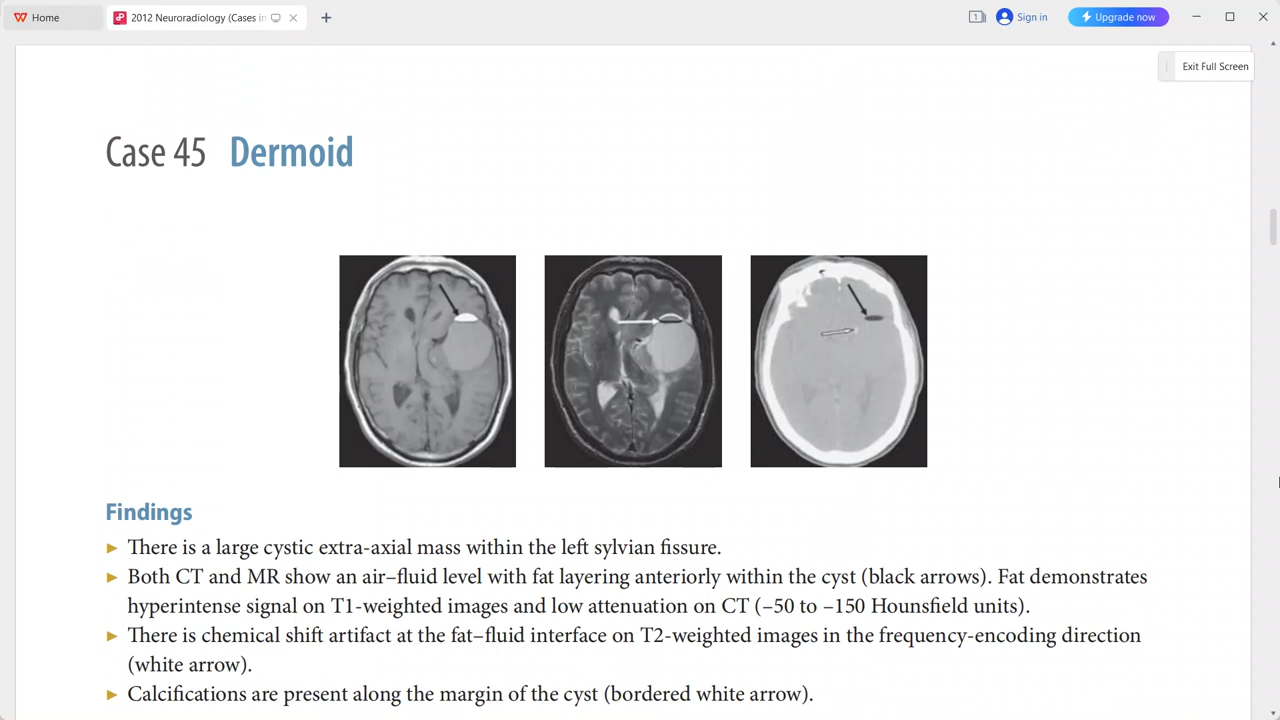 Home
2012 Neuroradiology (Cases in
Sign in
Upgrade now
Exit Full Screen
Case 45 Dermoid
Findings
► There is a large cystic extra-axial mass within the left sylvian fissure.
► Both CT and MR show an air–fluid level with fat layering anteriorly within the cyst (black arrows). Fat demonstrates
hyperintense signal on T1-weighted images and low attenuation on CT (–50 to –150 Hounsfield units).
► There is chemical shift artifact at the fat–fluid interface on T2-weighted images in the frequency-encoding direction
(white arrow).
► Calcifications are present along the margin of the cyst (bordered white arrow).